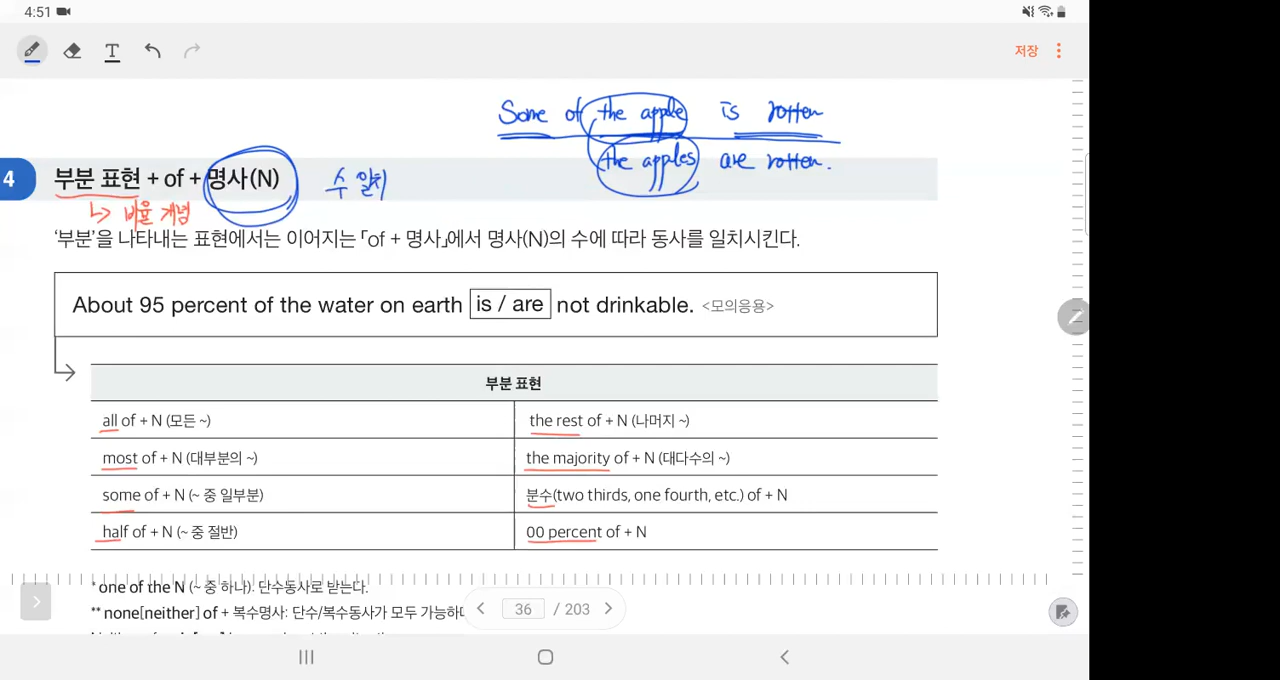 4:51
T
저장
Some of the apple is rotten
the apples are rotten.
4 부분 표현 + of + 명사(N) 수 일치
↳ 비율 개념
‘부분’을 나타내는 표현에서는 이어지는 「of + 명사」에서 명사(N)의 수에 따라 동사를 일치시킨다.
About 95 percent of the water on earth is / are not drinkable. <모의응용>
부분 표현
all of + N (모든 ~) the rest of + N (나머지 ~)
most of + N (대부분의 ~) the majority of + N (대다수의 ~)
some of + N (~ 중 일부분) 분수(two thirds, one fourth, etc.) of + N
half of + N (~ 중 절반) 00 percent of + N
* one of the N (~ 중 하나): 단수동사로 받는다.
** none[neither] of + 복수명사: 단수/복수동사가 모두 가능하
36 / 203